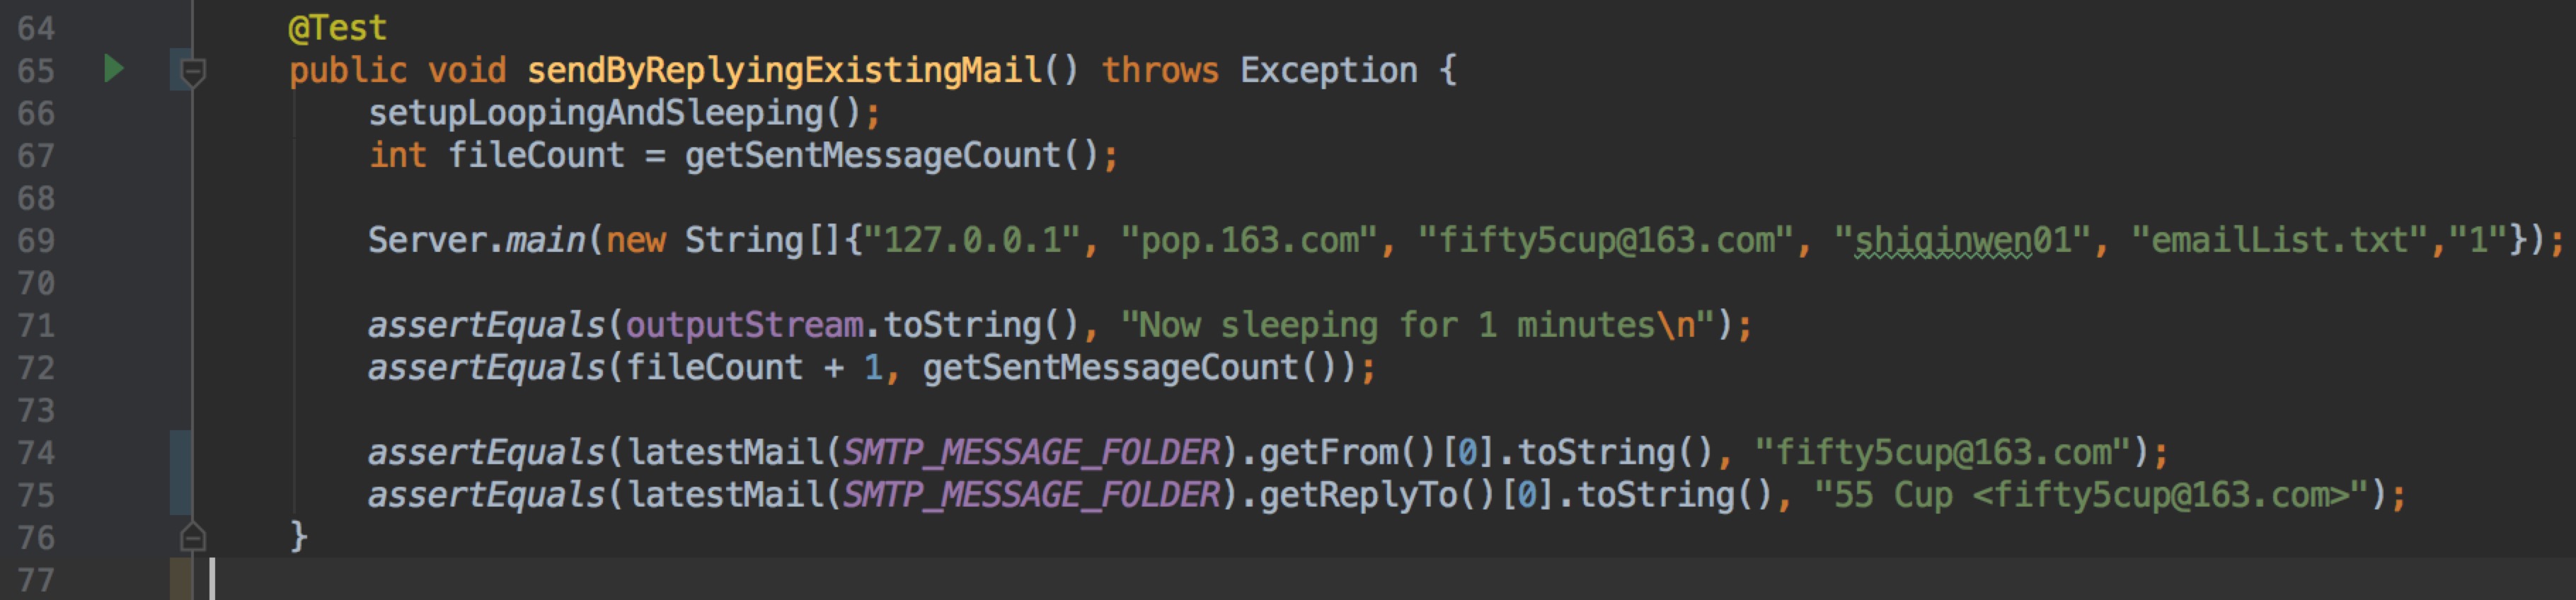 64 @Test
65 public void sendByReplyingExistingMail() throws Exception {
66 setupLoopingAndSleeping();
67 int fileCount = getSentMessageCount();
68
69 Server.main(new String[]{"127.0.0.1", "pop.163.com", "fifty5cup@163.com", "shiqinwen01", "emailList.txt","1"});
70
71 assertEquals(outputStream.toString(), "Now sleeping for 1 minutes\n");
72 assertEquals(fileCount + 1, getSentMessageCount());
73
74 assertEquals(latestMail(SMTP_MESSAGE_FOLDER).getFrom()[0].toString(), "fifty5cup@163.com");
75 assertEquals(latestMail(SMTP_MESSAGE_FOLDER).getReplyTo()[0].toString(), "55 Cup <fifty5cup@163.com>");
76 }
77